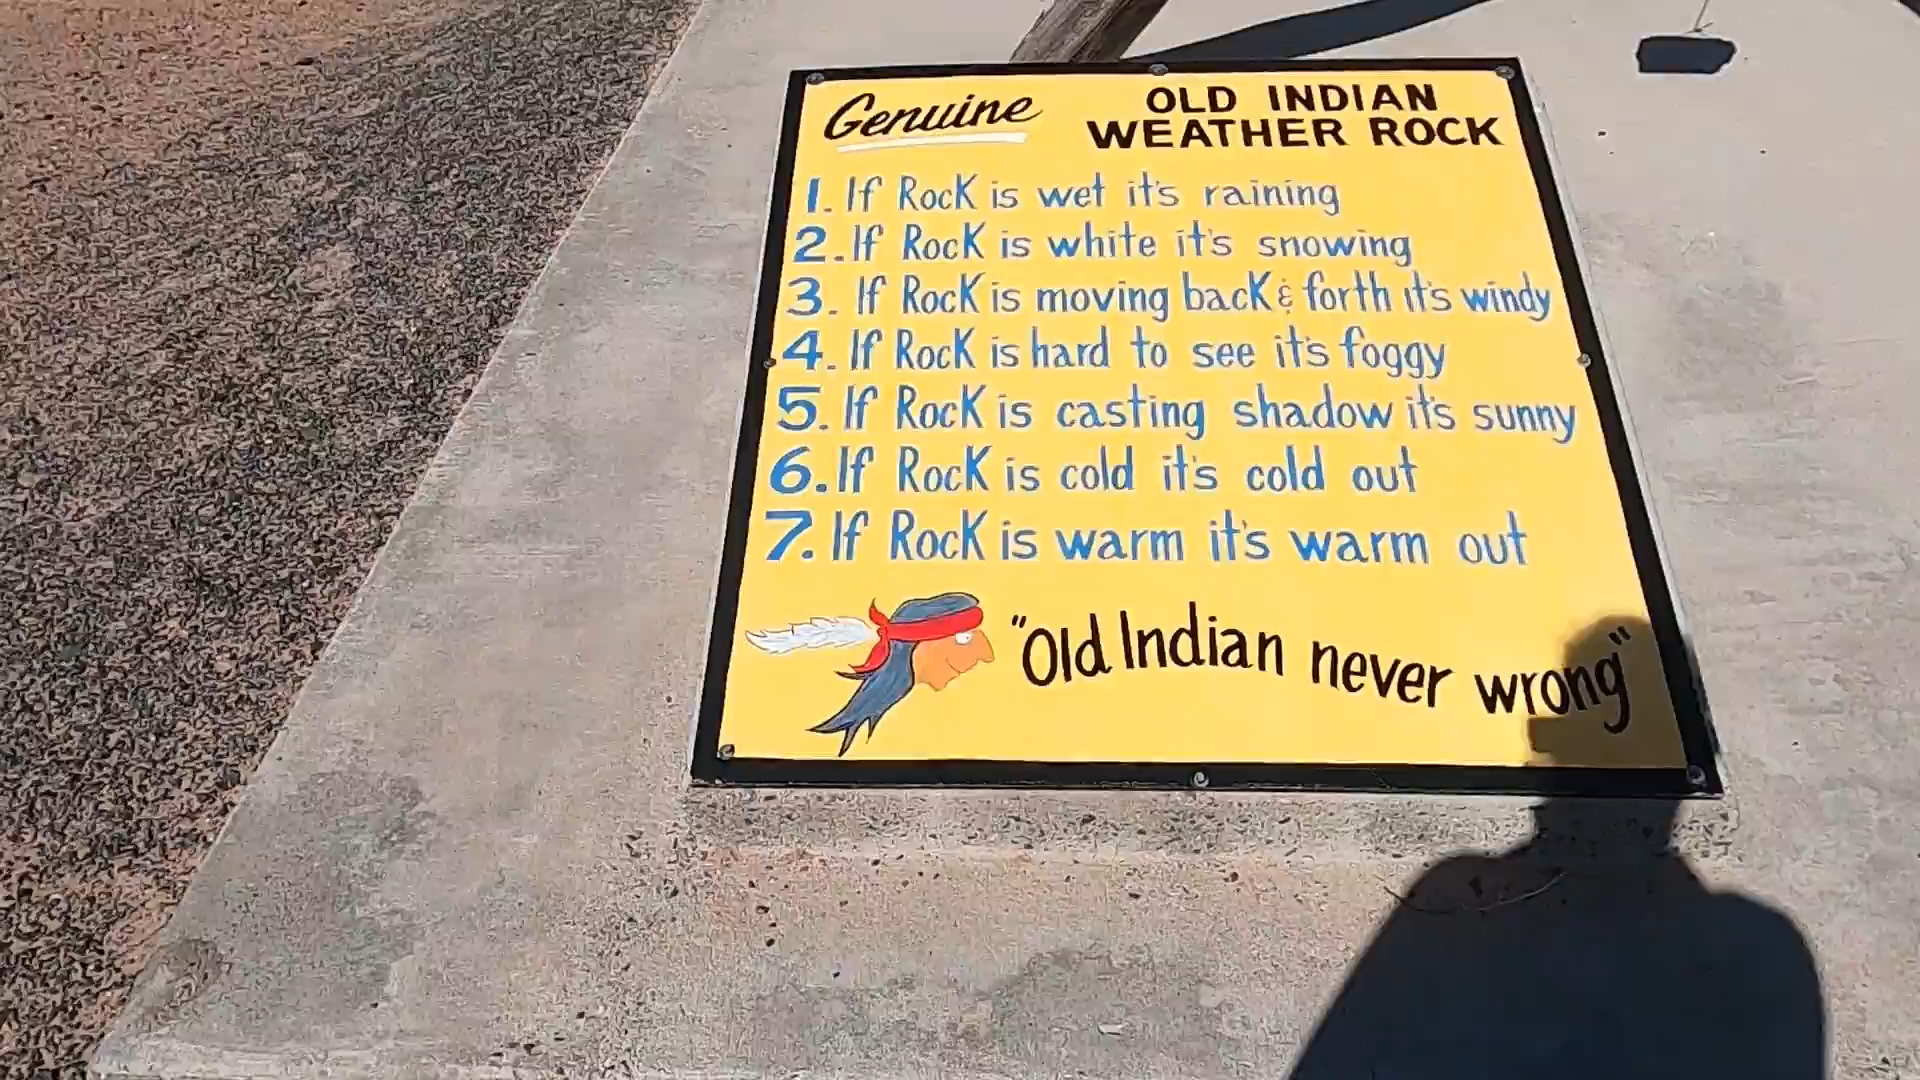 Genuine OLD INDIAN
WEATHER ROCK
1. If Rock is wet it's raining
2. If Rock is white it's snowing
3. If Rock is moving back & forth it's windy
4. If Rock is hard to see it's foggy
5. If Rock is casting shadow it's sunny
6. If Rock is cold it's cold out
7. If Rock is warm it's warm out
"Old Indian never wrong"